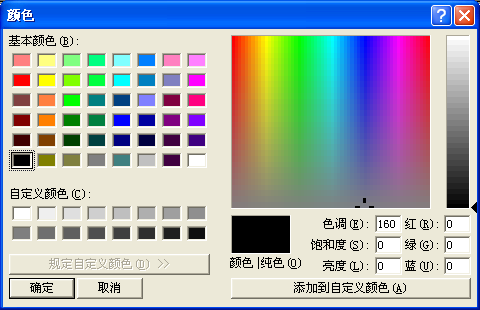 颜色
基本颜色(B):
自定义颜色(C):
规定自定义颜色(D) >>
确定 取消
色调(E): 160 红(R): 0
饱和度(S): 0 绿(G): 0
颜色|纯色(O) 亮度(L): 0 蓝(U): 0
添加到自定义颜色(A)